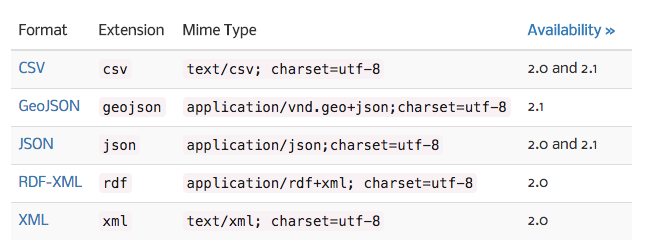 Format Extension Mime Type Availability »
CSV csv text/csv; charset=utf-8 2.0 and 2.1
GeoJSON geojson application/vnd.geo+json;charset=utf-8 2.1
JSON json application/json;charset=utf-8 2.0 and 2.1
RDF-XML rdf application/rdf+xml; charset=utf-8 2.0
XML xml text/xml; charset=utf-8 2.0